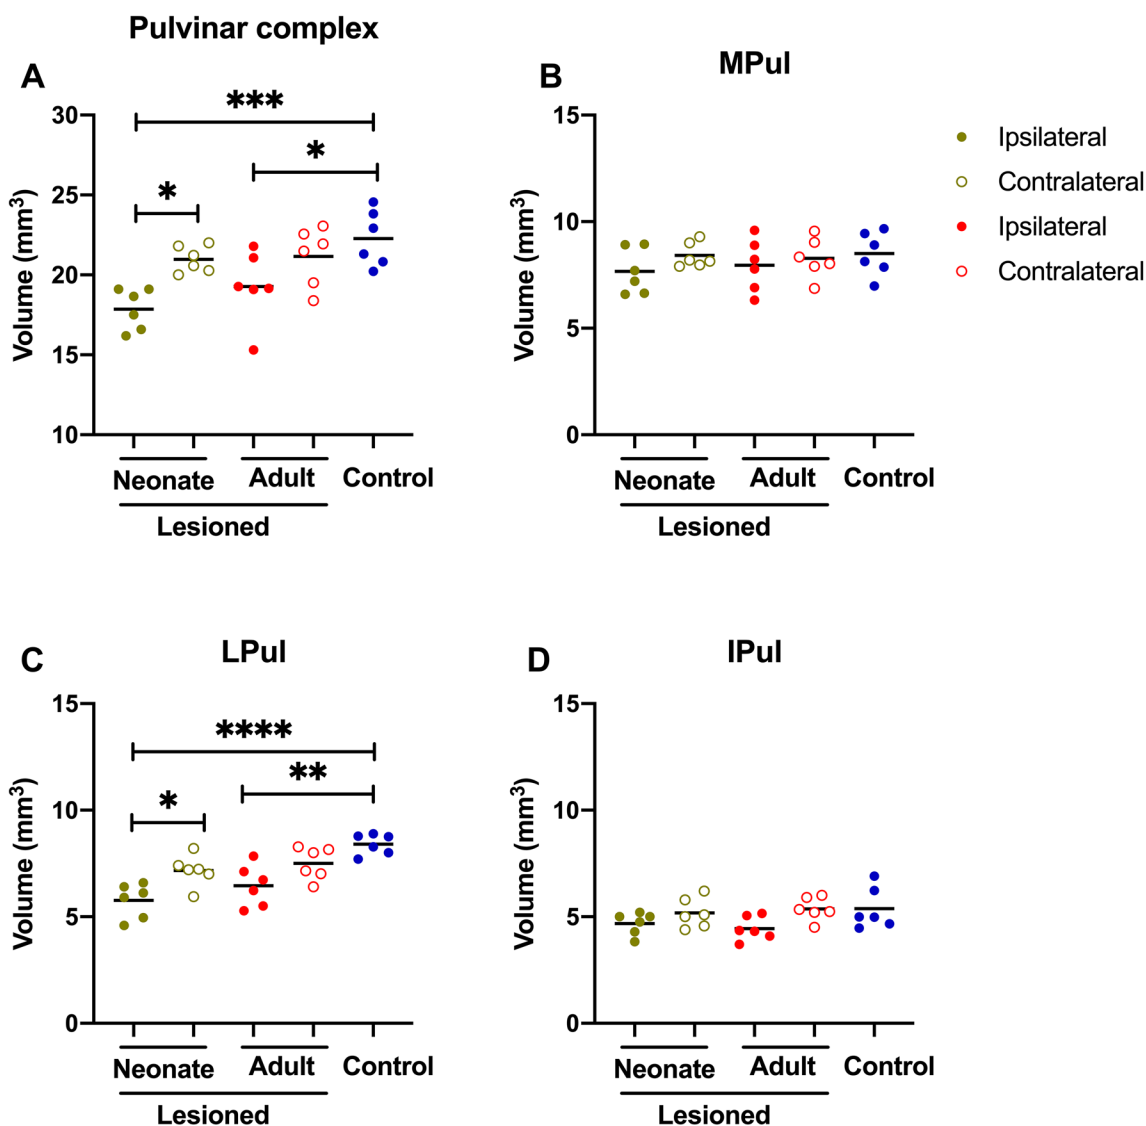 Pulvinar complex
A
***
*
*
30
25
20
15
10
Volume (mm³)
Neonate Adult Control
Lesioned
B
MPul
15
10
5
0
Volume (mm³)
Neonate Adult Control
Lesioned
Ipsilateral
Contralateral
Ipsilateral
Contralateral
C
LPul
****
**
*
15
10
5
0
Volume (mm³)
Neonate Adult Control
Lesioned
D
IPul
15
10
5
0
Volume (mm³)
Neonate Adult Control
Lesioned